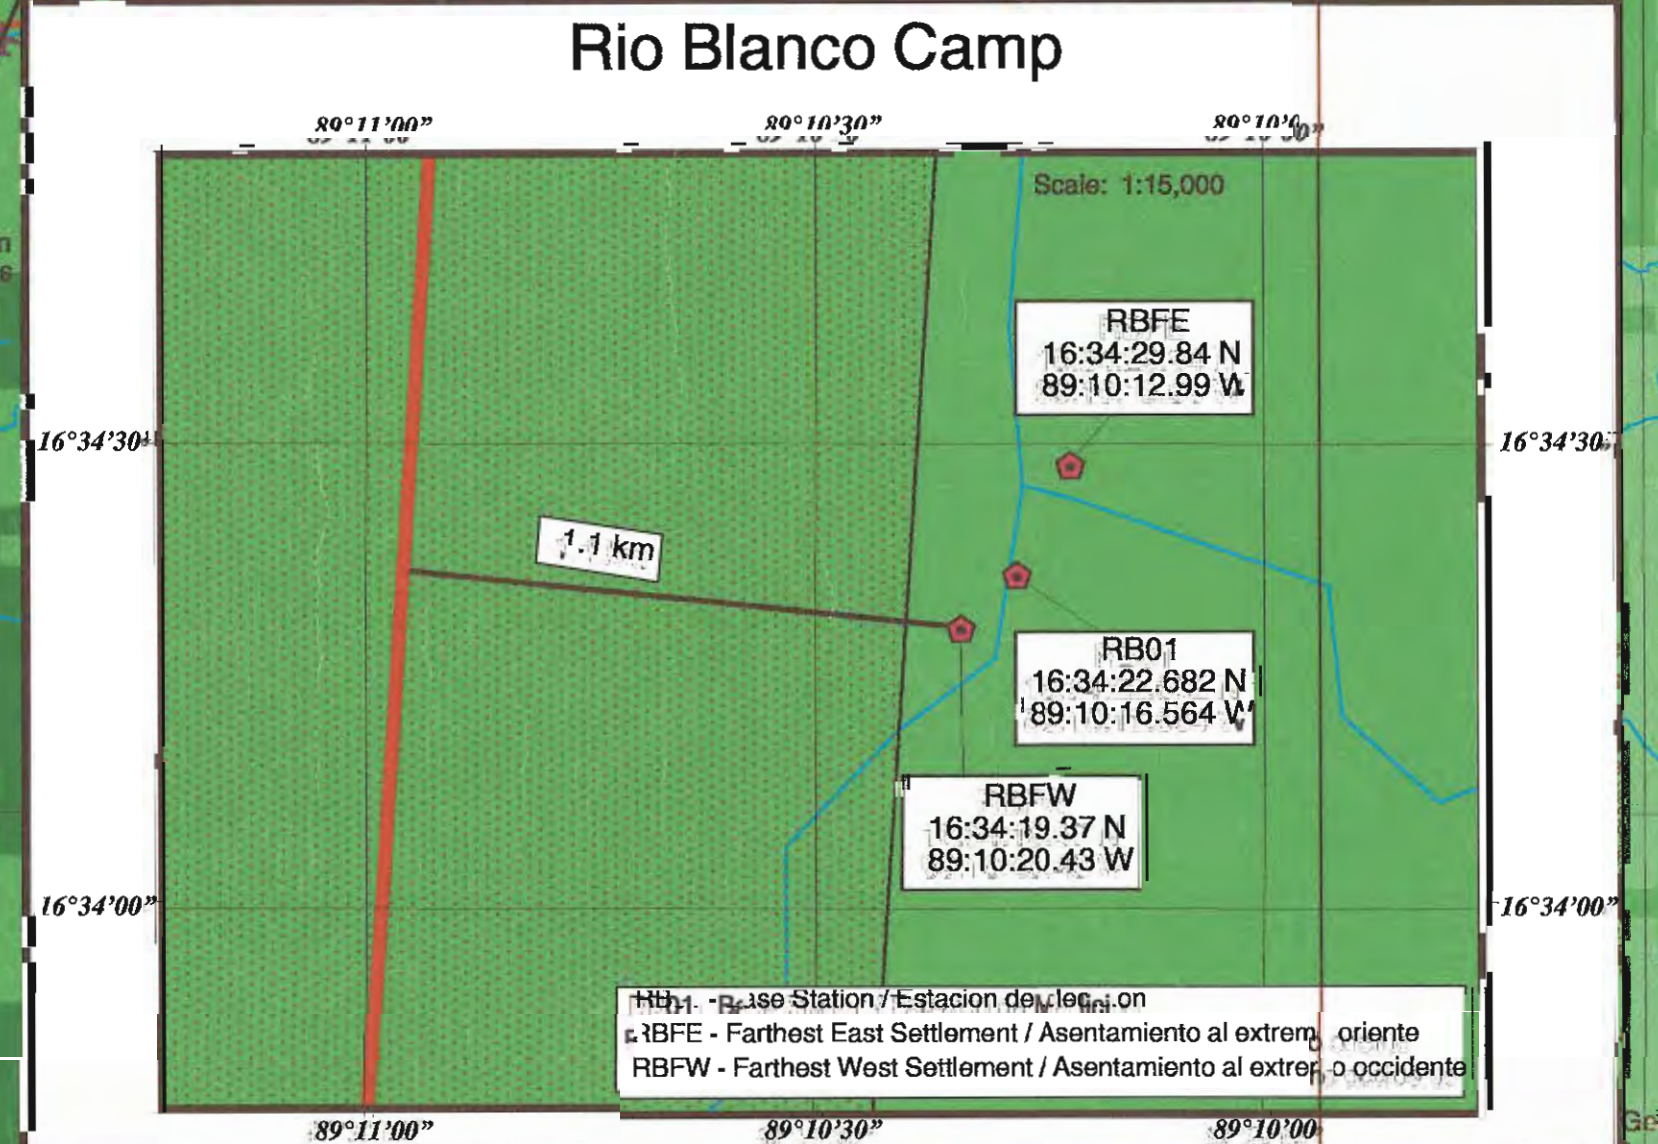 Rio Blanco Camp
89°11'00" 89°10'30"
Scale: 1:15,000
RBFE
16:34:29.84 N
89:10:12.99 W
16°34'30" 16°34'30
1.1 km
RB01
16:34:22.682 N
89:10:16.564 W
RBFW
16:34:19.37 N
89:10:20.43 W
16°34'00" 16°34'00"
Station / Estacion
RBFE - Farthest East Settlement / Asentamiento al extremo oriente
RBFW - Farthest West Settlement / Asentamiento al extremo occidente
89°11'00" 89°10'30" 89°10'00